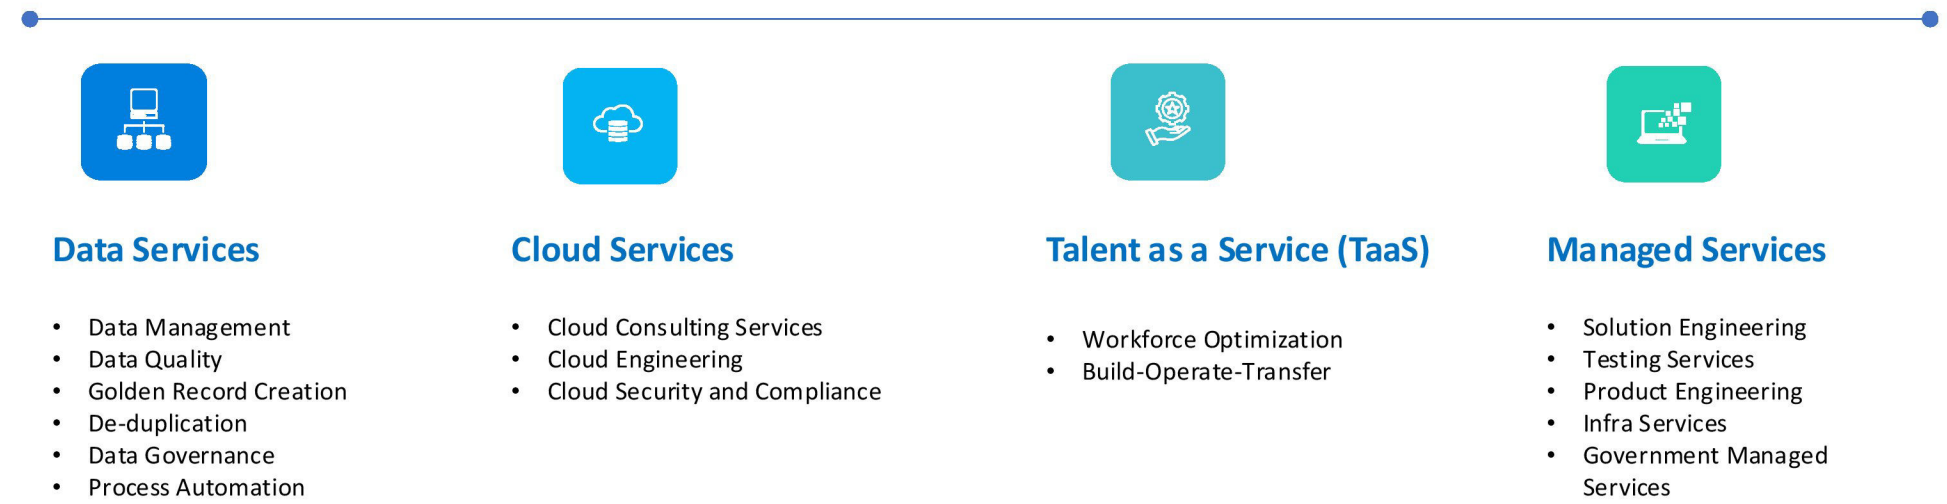 Data Services
Data Management
Data Quality
Golden Record Creation
De-duplication
Data Governance
Process Automation
Cloud Services
Cloud Consulting Services
Cloud Engineering
Cloud Security and Compliance
Talent as a Service (TaaS)
Workforce Optimization
Build-Operate-Transfer
Managed Services
Solution Engineering
Testing Services
Product Engineering
Infra Services
Government Managed
Services